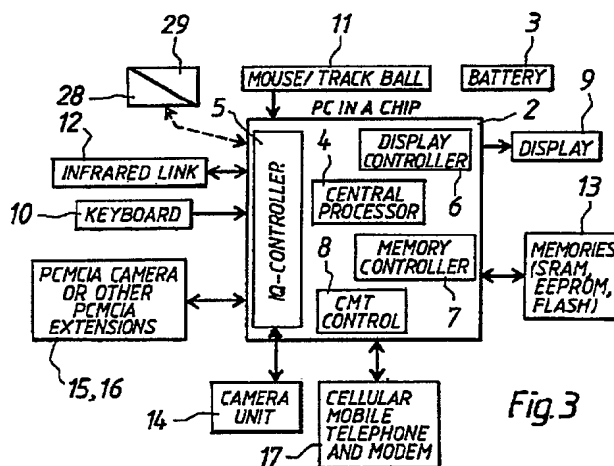 29
11
3
28
MOUSE/TRACK BALL
BATTERY
5
PC IN A CHIP
2
9
12
4
DISPLAY CONTROLLER
DISPLAY
INFRARED LINK
6
10
CENTRAL PROCESSOR
13
KEYBOARD
IQ-CONTROLLER
8
MEMORY CONTROLLER
MEMORIES
(SRAM,
EEPROM,
FLASH)
PCMCIA CAMERA
OR OTHER
PCMCIA
EXTENSIONS
CMT
CONTROL
7
15, 16
14
CAMERA
UNIT
17
CELLULAR
MOBILE
TELEPHONE
AND MODEM
Fig.3